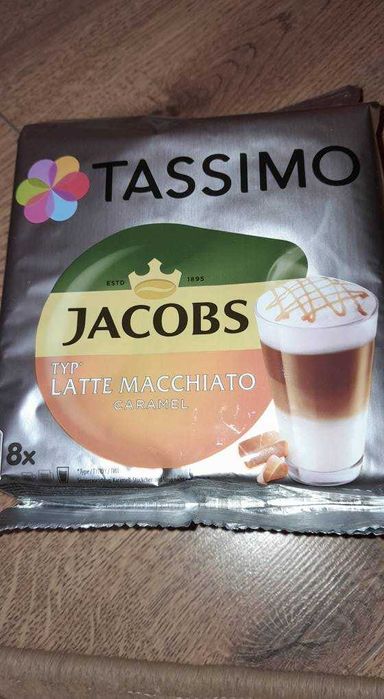 TASSIMO
ESTD 1895
JACOBS
TYP*
LATTE MACCHIATO
CARAMEL
8x